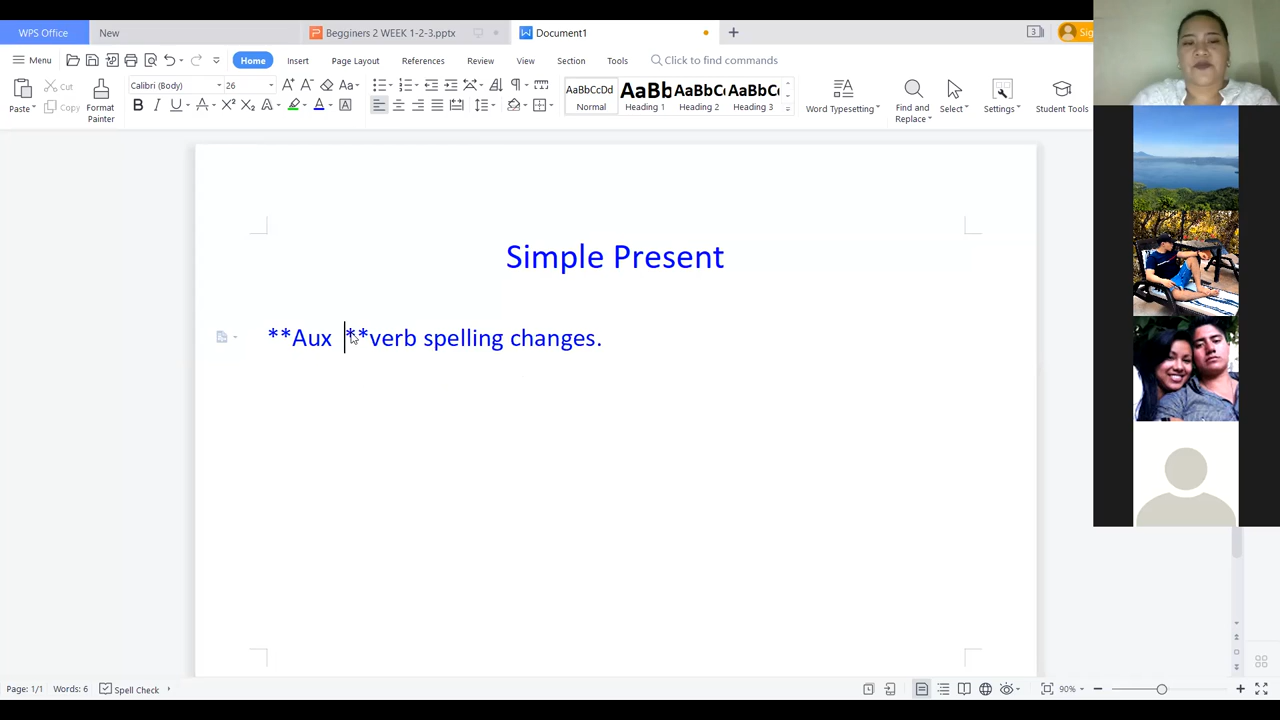 WPS Office
New
Begginers 2 WEEK 1-2-3.pptx
Document1
3
Menu
Home
Insert
Page Layout
References
Review
View
Section
Tools
Click to find commands
Paste
Cut
Copy
Format Painter
Calibri (Body)
26
AaBbCcDd
Normal
Heading 1
Heading 2
Heading 3
Word Typesetting
Find and Replace
Select
Settings
Student Tools
Simple Present
**Aux **verb spelling changes.
Page: 1/1
Words: 6
Spell Check
90%